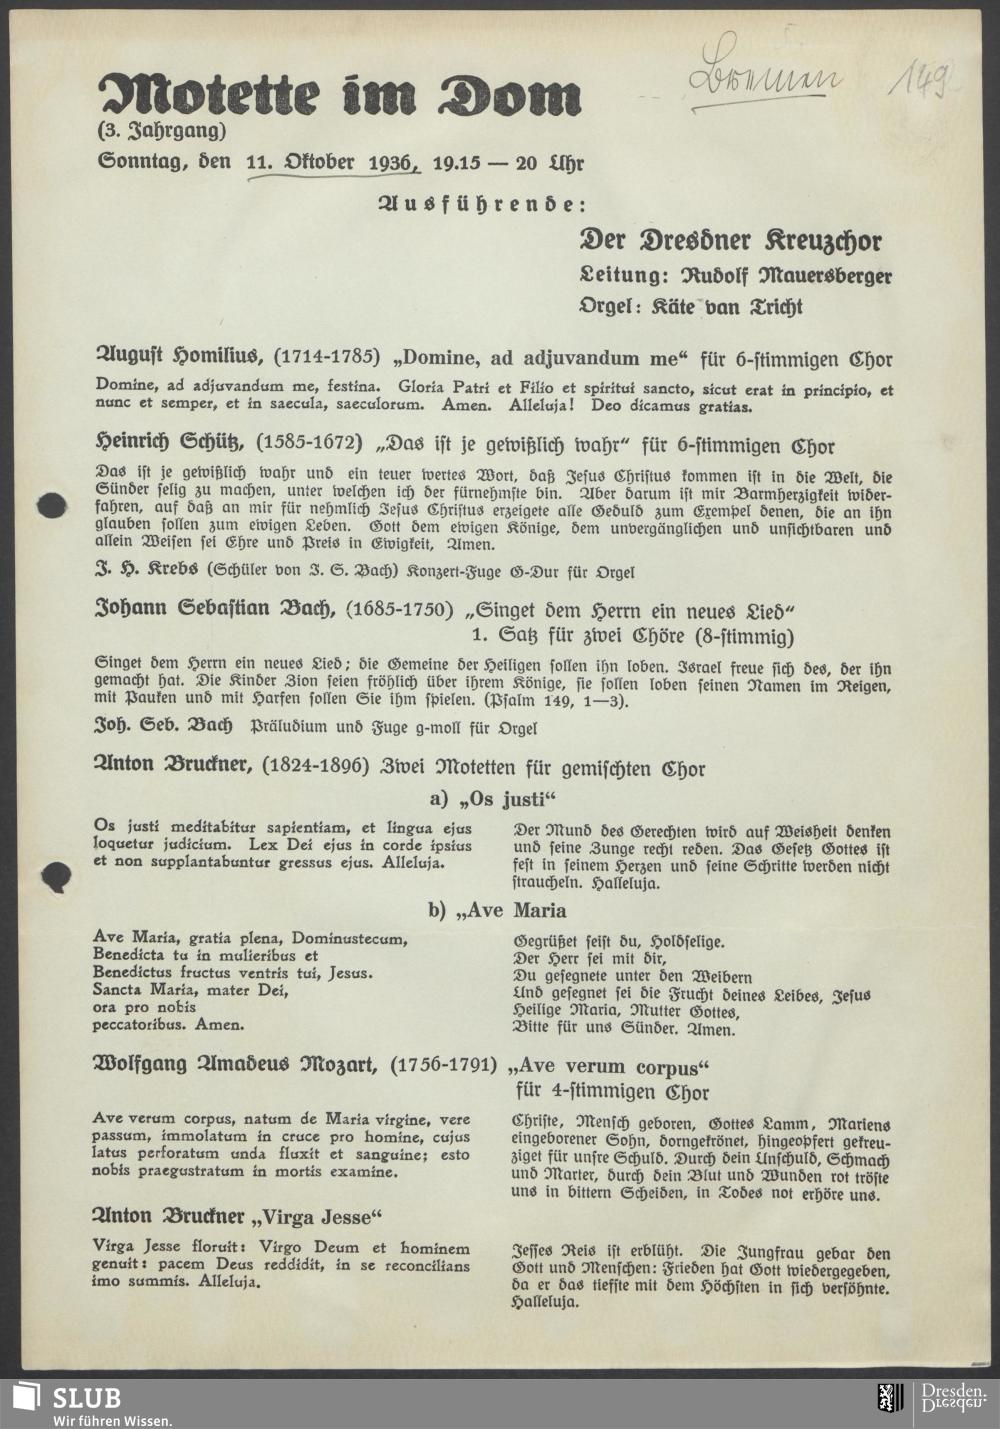 Bremen 149
Motette im Dom
(3. Jahrgang)
Sonntag, den 11. Oktober 1936, 19.15 — 20 Uhr
Ausführende:
Der Dresdner Kreuzchor
Leitung: Rudolf Mauersberger
Orgel: Käte van Tricht
August Homilius, (1714-1785) „Domine, ad adjuvandum me“ für 6-stimmigen Chor
Domine, ad adjuvandum me, festina. Gloria Patri et Filio et spiritui sancto, sicut erat in principio, et
nunc et semper, et in saecula, saeculorum. Amen. Alleluja! Deo dicamus gratias.
Heinrich Schütz, (1585-1672) „Das ist je gewißlich wahr“ für 6-stimmigen Chor
Das ist je gewißlich wahr und ein teuer wertes Wort, daß Jesus Christus kommen ist in die Welt, die
Sünder selig zu machen, unter welchen ich der fürnehmste bin. Aber darum ist mir Barmherzigkeit wider-
fahren, auf daß an mir für nehmlich Jesus Christus erzeigete alle Geduld zum Exempel denen, die an ihn
glauben sollen zum ewigen Leben. Gott dem ewigen Könige, dem unvergänglichen und unsichtbaren und
allein Weisen sei Ehre und Preis in Ewigkeit, Amen.
J. H. Krebs (Schüler von J. S. Bach) Konzert-Fuge G-Dur für Orgel
Johann Sebastian Bach, (1685-1750) „Singet dem Herrn ein neues Lied“
1. Satz für zwei Chöre (8-stimmig)
Singet dem Herrn ein neues Lied; die Gemeine der Heiligen sollen ihn loben. Israel freue sich des, der ihn
gemacht hat. Die Kinder Zion seien fröhlich über ihrem Könige, sie sollen loben seinen Namen im Reigen,
mit Pauken und mit Harfen sollen Sie ihm spielen. (Psalm 149, 1—3).
Joh. Seb. Bach Präludium und Fuge g-moll für Orgel
Anton Bruckner, (1824-1896) Zwei Motetten für gemischten Chor
a) „Os justi“
Os justi meditabitur sapientiam, et lingua ejus
loquetur judicium. Lex Dei ejus in corde ipsius
et non supplantabuntur gressus ejus. Alleluja.
Der Mund des Gerechten wird auf Weisheit denken
und seine Zunge recht reden. Das Gesetz Gottes ist
fest in seinem Herzen und seine Schritte werden nicht
straucheln. Halleluja.
b) „Ave Maria
Ave Maria, gratia plena, Dominustecum,
Benedicta tu in mulieribus et
Benedictus fructus ventris tui, Jesus.
Sancta Maria, mater Dei,
ora pro nobis
peccatoribus. Amen.
Gegrüßet seist du, Holdselige.
Der Herr sei mit dir,
Du gesegnete unter den Weibern
Und gesegnet sei die Frucht deines Leibes, Jesus
Heilige Maria, Mutter Gottes,
Bitte für uns Sünder. Amen.
Wolfgang Amadeus Mozart, (1756-1791) „Ave verum corpus“
für 4-stimmigen Chor
Ave verum corpus, natum de Maria virgine, vere
passum, immolatum in cruce pro homine, cujus
latus perforatum unda fluxit et sanguine; esto
nobis praegustratum in mortis examine.
Christe, Mensch geboren, Gottes Lamm, Mariens
eingeborener Sohn, dorngekrönet, hingeopfert gekreu-
ziget für unsre Schuld. Durch dein Unschuld, Schmach
und Marter, durch dein Blut und Wunden rot tröste
uns in bittern Scheiden, in Todes not erhöre uns.
Anton Bruckner „Virga Jesse“
Virga Jesse floruit: Virgo Deum et hominem
genuit: pacem Deus reddidit, in se reconcilians
imo summis. Alleluja.
Jesses Reis ist erblüht. Die Jungfrau gebar den
Gott und Menschen: Frieden hat Gott wiedergegeben,
da er das tiefste mit dem Höchsten in sich versöhnte.
Halleluja.
SLUB
Wir führen Wissen.
Dresden.
Dresden.